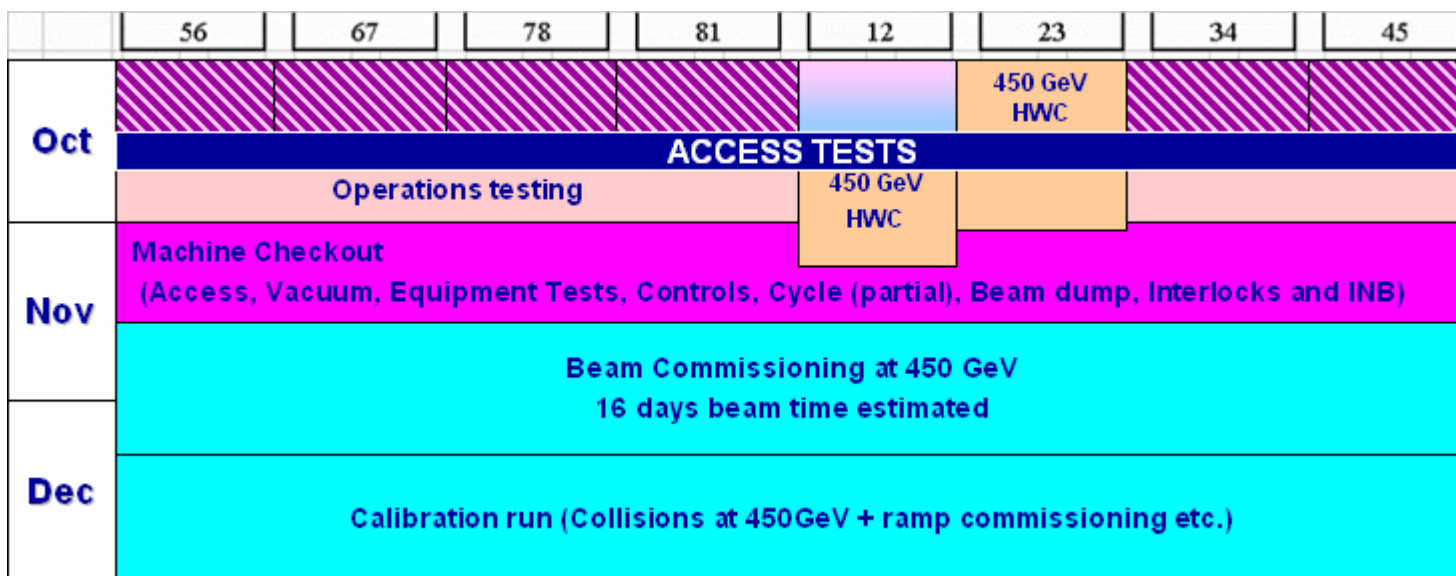 56 67 78 81 12 23 34 45
450 GeV
HWC
Oct
ACCESS TESTS
Operations testing
450 GeV
HWC
Machine Checkout
(Access, Vacuum, Equipment Tests, Controls, Cycle (partial), Beam dump, Interlocks and INB)
Nov
Beam Commissioning at 450 GeV
16 days beam time estimated
Dec
Calibration run (Collisions at 450GeV + ramp commissioning etc.)